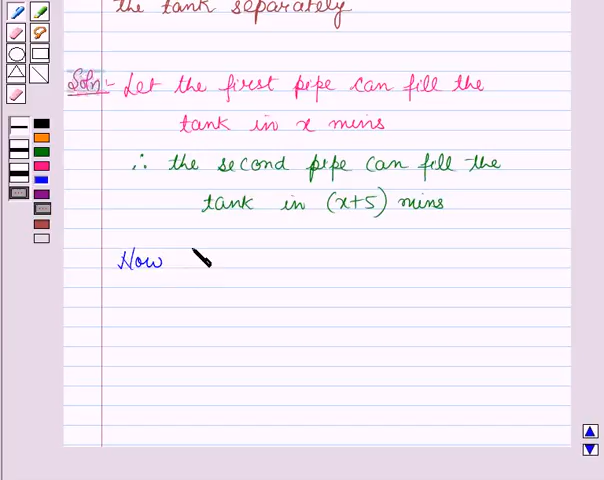 the tank separately
Soln:- Let the first pipe can fill the
tank in x mins
∴ the second pipe can fill the
tank in (x+5) mins
Now